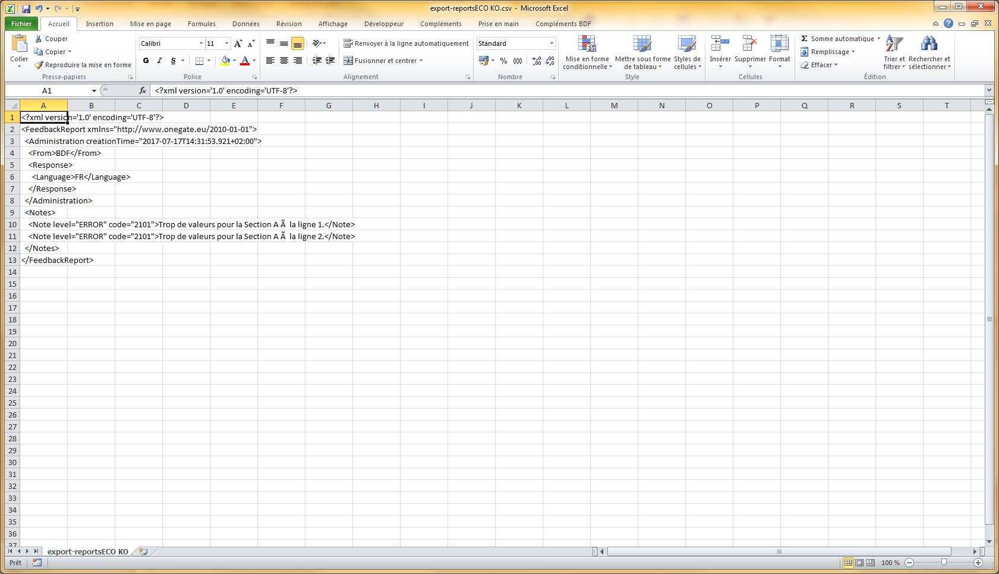 export-reportsECO KO.csv - Microsoft Excel
Fichier Accueil Insertion Mise en page Formules Données Révision Affichage Développeur Compléments Prise en main Compléments BDF
Coller
Couper
Copier
Reproduire la mise en forme
Presse-papiers
Calibri 11
G I S
Police
Renvoyer à la ligne automatiquement
Fusionner et centrer
Alignement
Standard
% 000
Nombre
Mise en forme conditionnelle
Mettre sous forme de tableau
Styles de cellules
Style
Insérer Supprimer Format
Cellules
Somme automatique
Remplissage
Effacer
Trier et filtrer
Rechercher et sélectionner
Édition
A1 fx <?xml version='1.0' encoding='UTF-8'?>
A B C D E F G H I J K L M N O P Q R S T
1 <?xml version='1.0' encoding='UTF-8'?>
2 <FeedbackReport xmlns="http://www.onegate.eu/2010-01-01">
3 <Administration creationTime="2017-07-17T14:31:53.921+02:00">
4 <From>BDF</From>
5 <Response>
6 <Language>FR</Language>
7 </Response>
8 </Administration>
9 <Notes>
10 <Note level="ERROR" code="2101">Trop de valeurs pour la Section A Ã  la ligne 1.</Note>
11 <Note level="ERROR" code="2101">Trop de valeurs pour la Section A Ã  la ligne 2.</Note>
12 </Notes>
13 </FeedbackReport>
14
15
16
17
18
19
20
21
22
23
24
25
26
27
28
29
30
31
32
33
34
35
36
37
export-reportsECO KO
Prêt 100 %